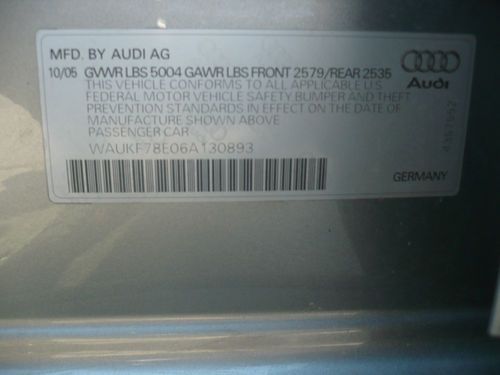 MFD. BY AUDI AG
10/05 GVWR LBS 5004 GAWR LBS FRONT 2579/REAR 2535
THIS VEHICLE CONFORMS TO ALL APPLICABLE U.S.
FEDERAL MOTOR VEHICLE SAFETY BUMPER AND THEFT
PREVENTION STANDARDS IN EFFECT ON THE DATE OF
MANUFACTURE SHOWN ABOVE
PASSENGER CAR
WAUKF78E06A130893
Audi
GERMANY